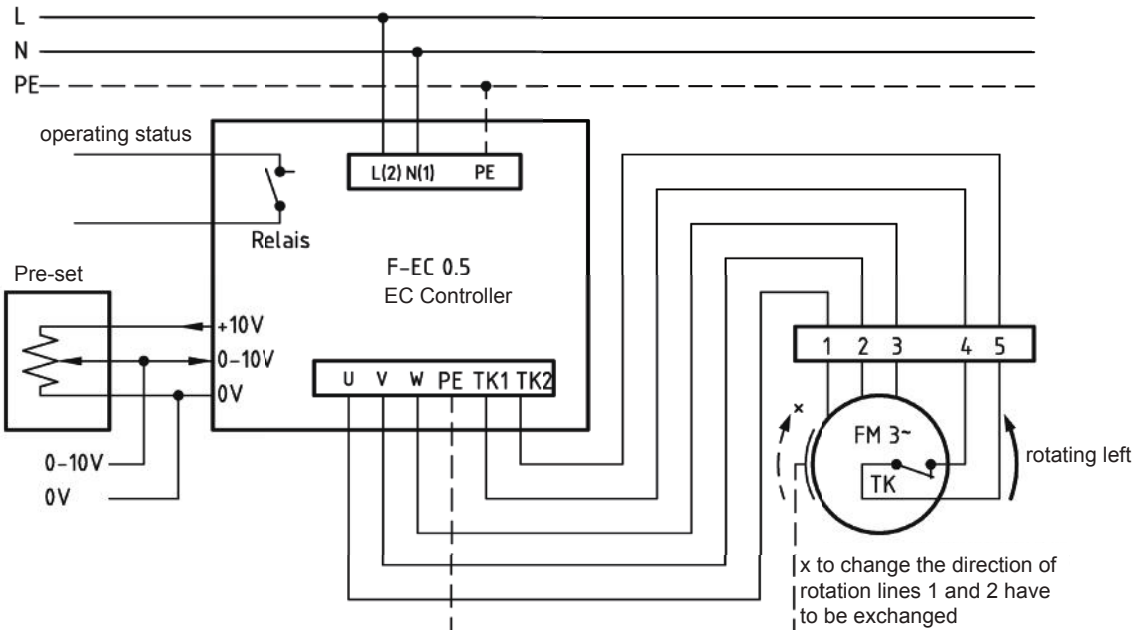 L
N
PE
operating status
L(2) N(1) PE
Relais
F-EC 0.5
EC Controller
Pre-set
+10V
0-10V
0V
U V W PE TK1 TK2
0-10V
0V
1 2 3 4 5
x
FM 3~
TK
rotating left
x to change the direction of
rotation lines 1 and 2 have
to be exchanged